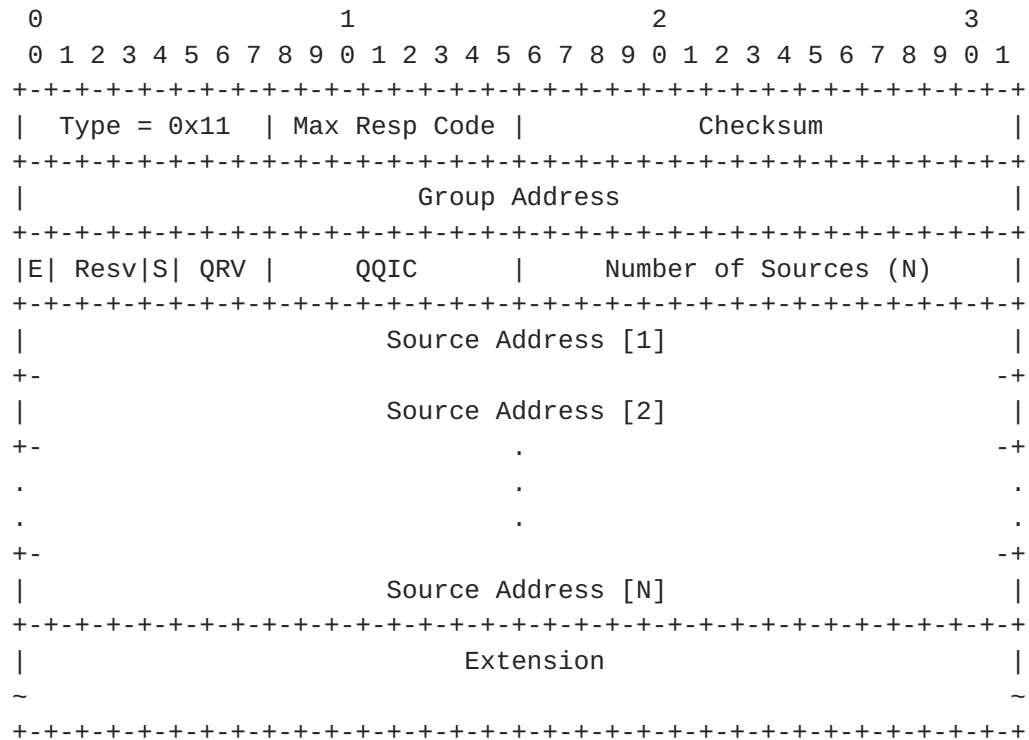 0                   1                   2                   3
 0 1 2 3 4 5 6 7 8 9 0 1 2 3 4 5 6 7 8 9 0 1 2 3 4 5 6 7 8 9 0 1
+-+-+-+-+-+-+-+-+-+-+-+-+-+-+-+-+-+-+-+-+-+-+-+-+-+-+-+-+-+-+-+-+
|  Type = 0x11  | Max Resp Code |           Checksum            |
+-+-+-+-+-+-+-+-+-+-+-+-+-+-+-+-+-+-+-+-+-+-+-+-+-+-+-+-+-+-+-+-+
|                         Group Address                         |
+-+-+-+-+-+-+-+-+-+-+-+-+-+-+-+-+-+-+-+-+-+-+-+-+-+-+-+-+-+-+-+-+
|E| Resv|S| QRV |     QQIC      |     Number of Sources (N)     |
+-+-+-+-+-+-+-+-+-+-+-+-+-+-+-+-+-+-+-+-+-+-+-+-+-+-+-+-+-+-+-+-+
|                       Source Address [1]                      |
+-                                                             -+
|                       Source Address [2]                      |
+-                              .                              -+
.                               .                               .
.                               .                               .
+-                                                             -+
|                       Source Address [N]                      |
+-+-+-+-+-+-+-+-+-+-+-+-+-+-+-+-+-+-+-+-+-+-+-+-+-+-+-+-+-+-+-+-+
|                            Extension                          |
~                                                               ~
+-+-+-+-+-+-+-+-+-+-+-+-+-+-+-+-+-+-+-+-+-+-+-+-+-+-+-+-+-+-+-+-+